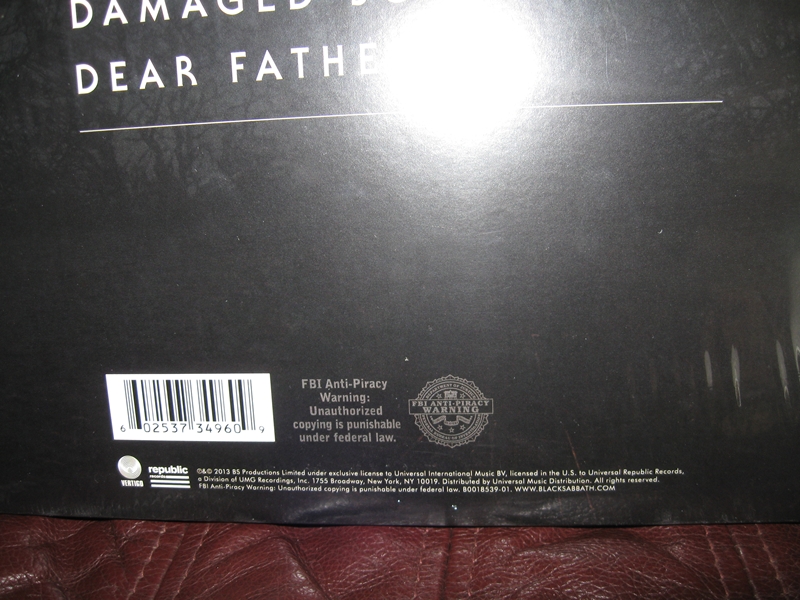 DAMAGED
DEAR FATHE
6 02537 34960 9
FBI Anti-Piracy
Warning:
Unauthorized
copying is punishable
under federal law.
FBI ANTI-PIRACY
WARNING
VERTIGO
republic
records
℗&© 2013 BS Productions Limited under exclusive license to Universal International Music BV, licensed in the U.S. to Universal Republic Records,
a Division of UMG Recordings, Inc. 1755 Broadway, New York, NY 10019. Distributed by Universal Music Distribution. All rights reserved.
FBI Anti-Piracy Warning: Unauthorized copying is punishable under federal law. B0018539-01. WWW.BLACKSABBATH.COM